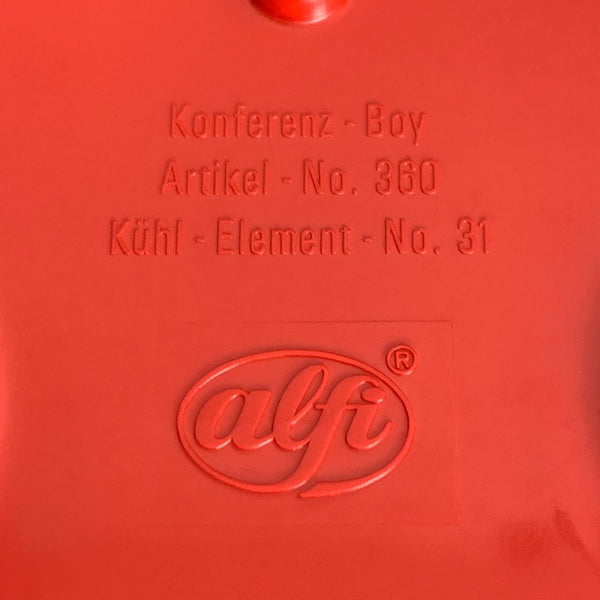 Konferenz - Boy
Artikel - No. 360
Kühl - Element - No. 31
alfi ®